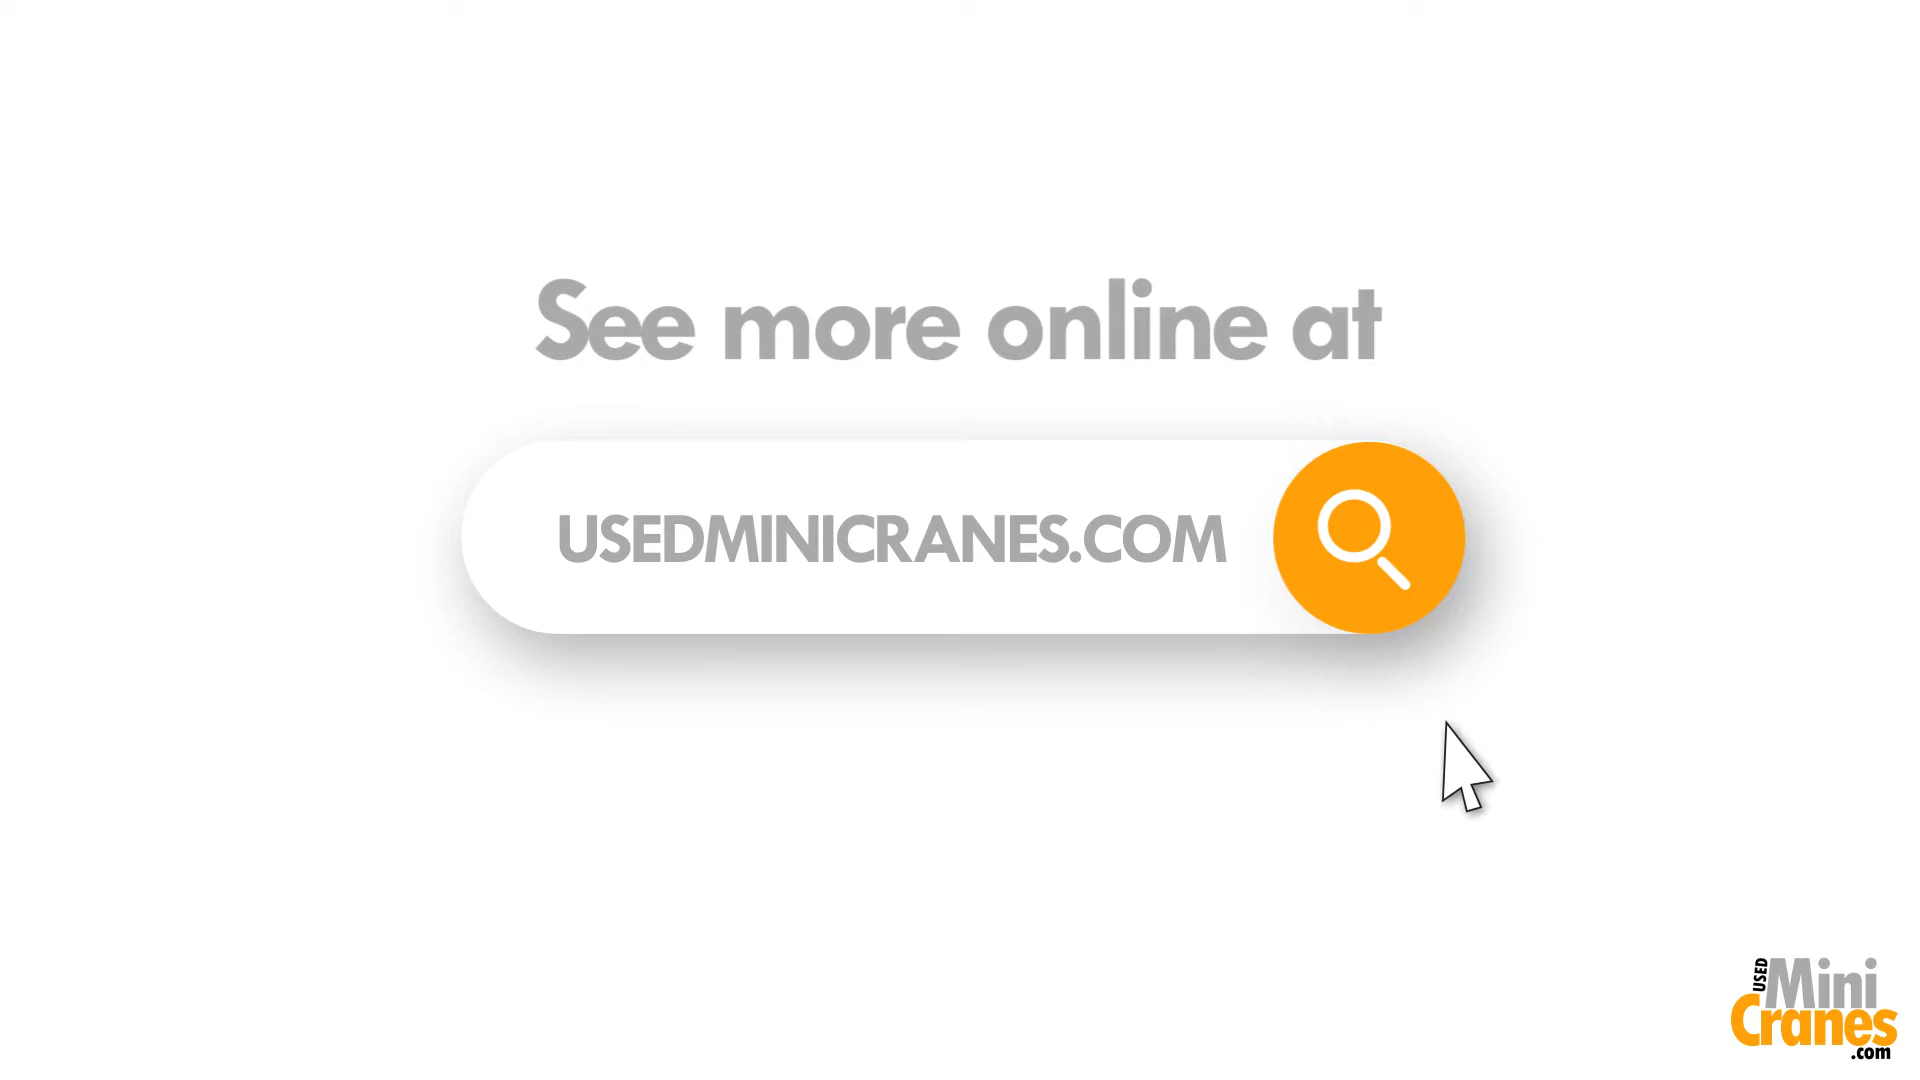 See more online at
USEDMINICRANES.COM
USED
Mini
Cranes
.com